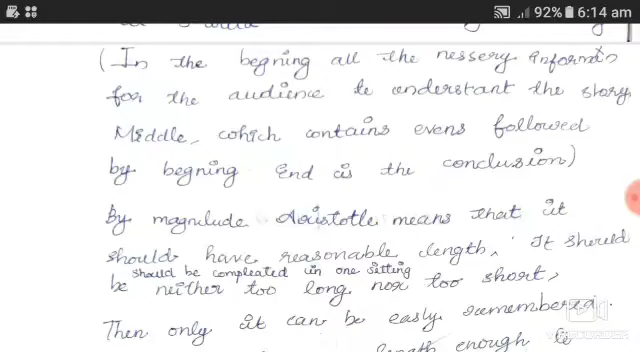 92% 6:14 am
(In the begning all the nessery Informatn
for the audience to understant the story
Middle, which contains evens followed
by begning End is the conclusion)
By magnitude Aristotle means that it
should have reasonable length, It should
should be compleated in one sitting
be neither too long nor too short,
Then only it can be easily remembered.
length enough to